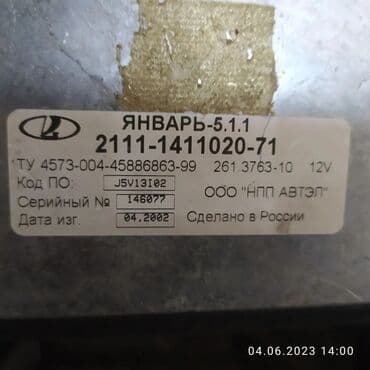 ЯНВАРЬ-5.1.1
2111-1411020-71
ТУ 4573-004-45886863-99 261.3763-10 12V
Код ПО: J5V13I02 ООО "НПП АВТЭЛ"
Серийный № 146077
Дата изг. 04.2002 Сделано в России
04.06.2023 14:00